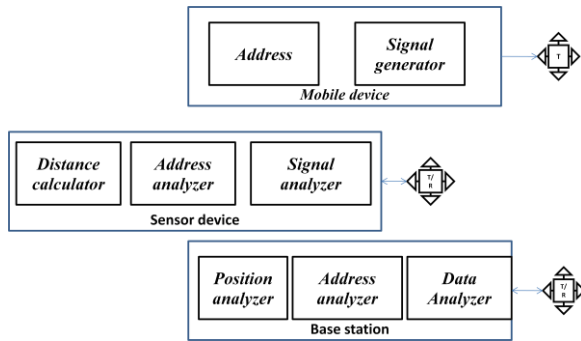 Address
Signal
generator
T
Mobile device
Distance
calculator
Address
analyzer
Signal
analyzer
T/
R
Sensor device
Position
analyzer
Address
analyzer
Data
Analyzer
T/
R
Base station